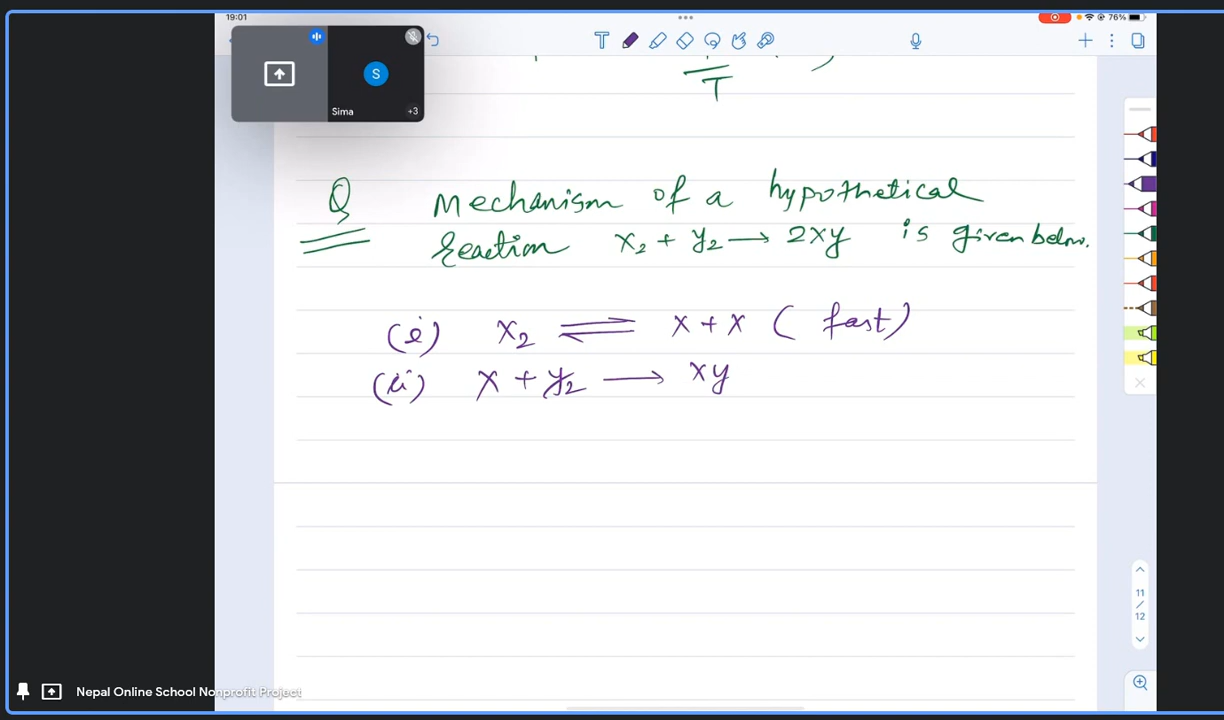 19:01
76%
T
S
Sima
+3
T
Q Mechanism of a hypothetical
reaction x₂ + y₂ → 2xy is given below.
(i) x₂ ⇌ x + x (fast)
(ii) x + y₂ → xy
11
/
12
Nepal Online School Nonprofit Project